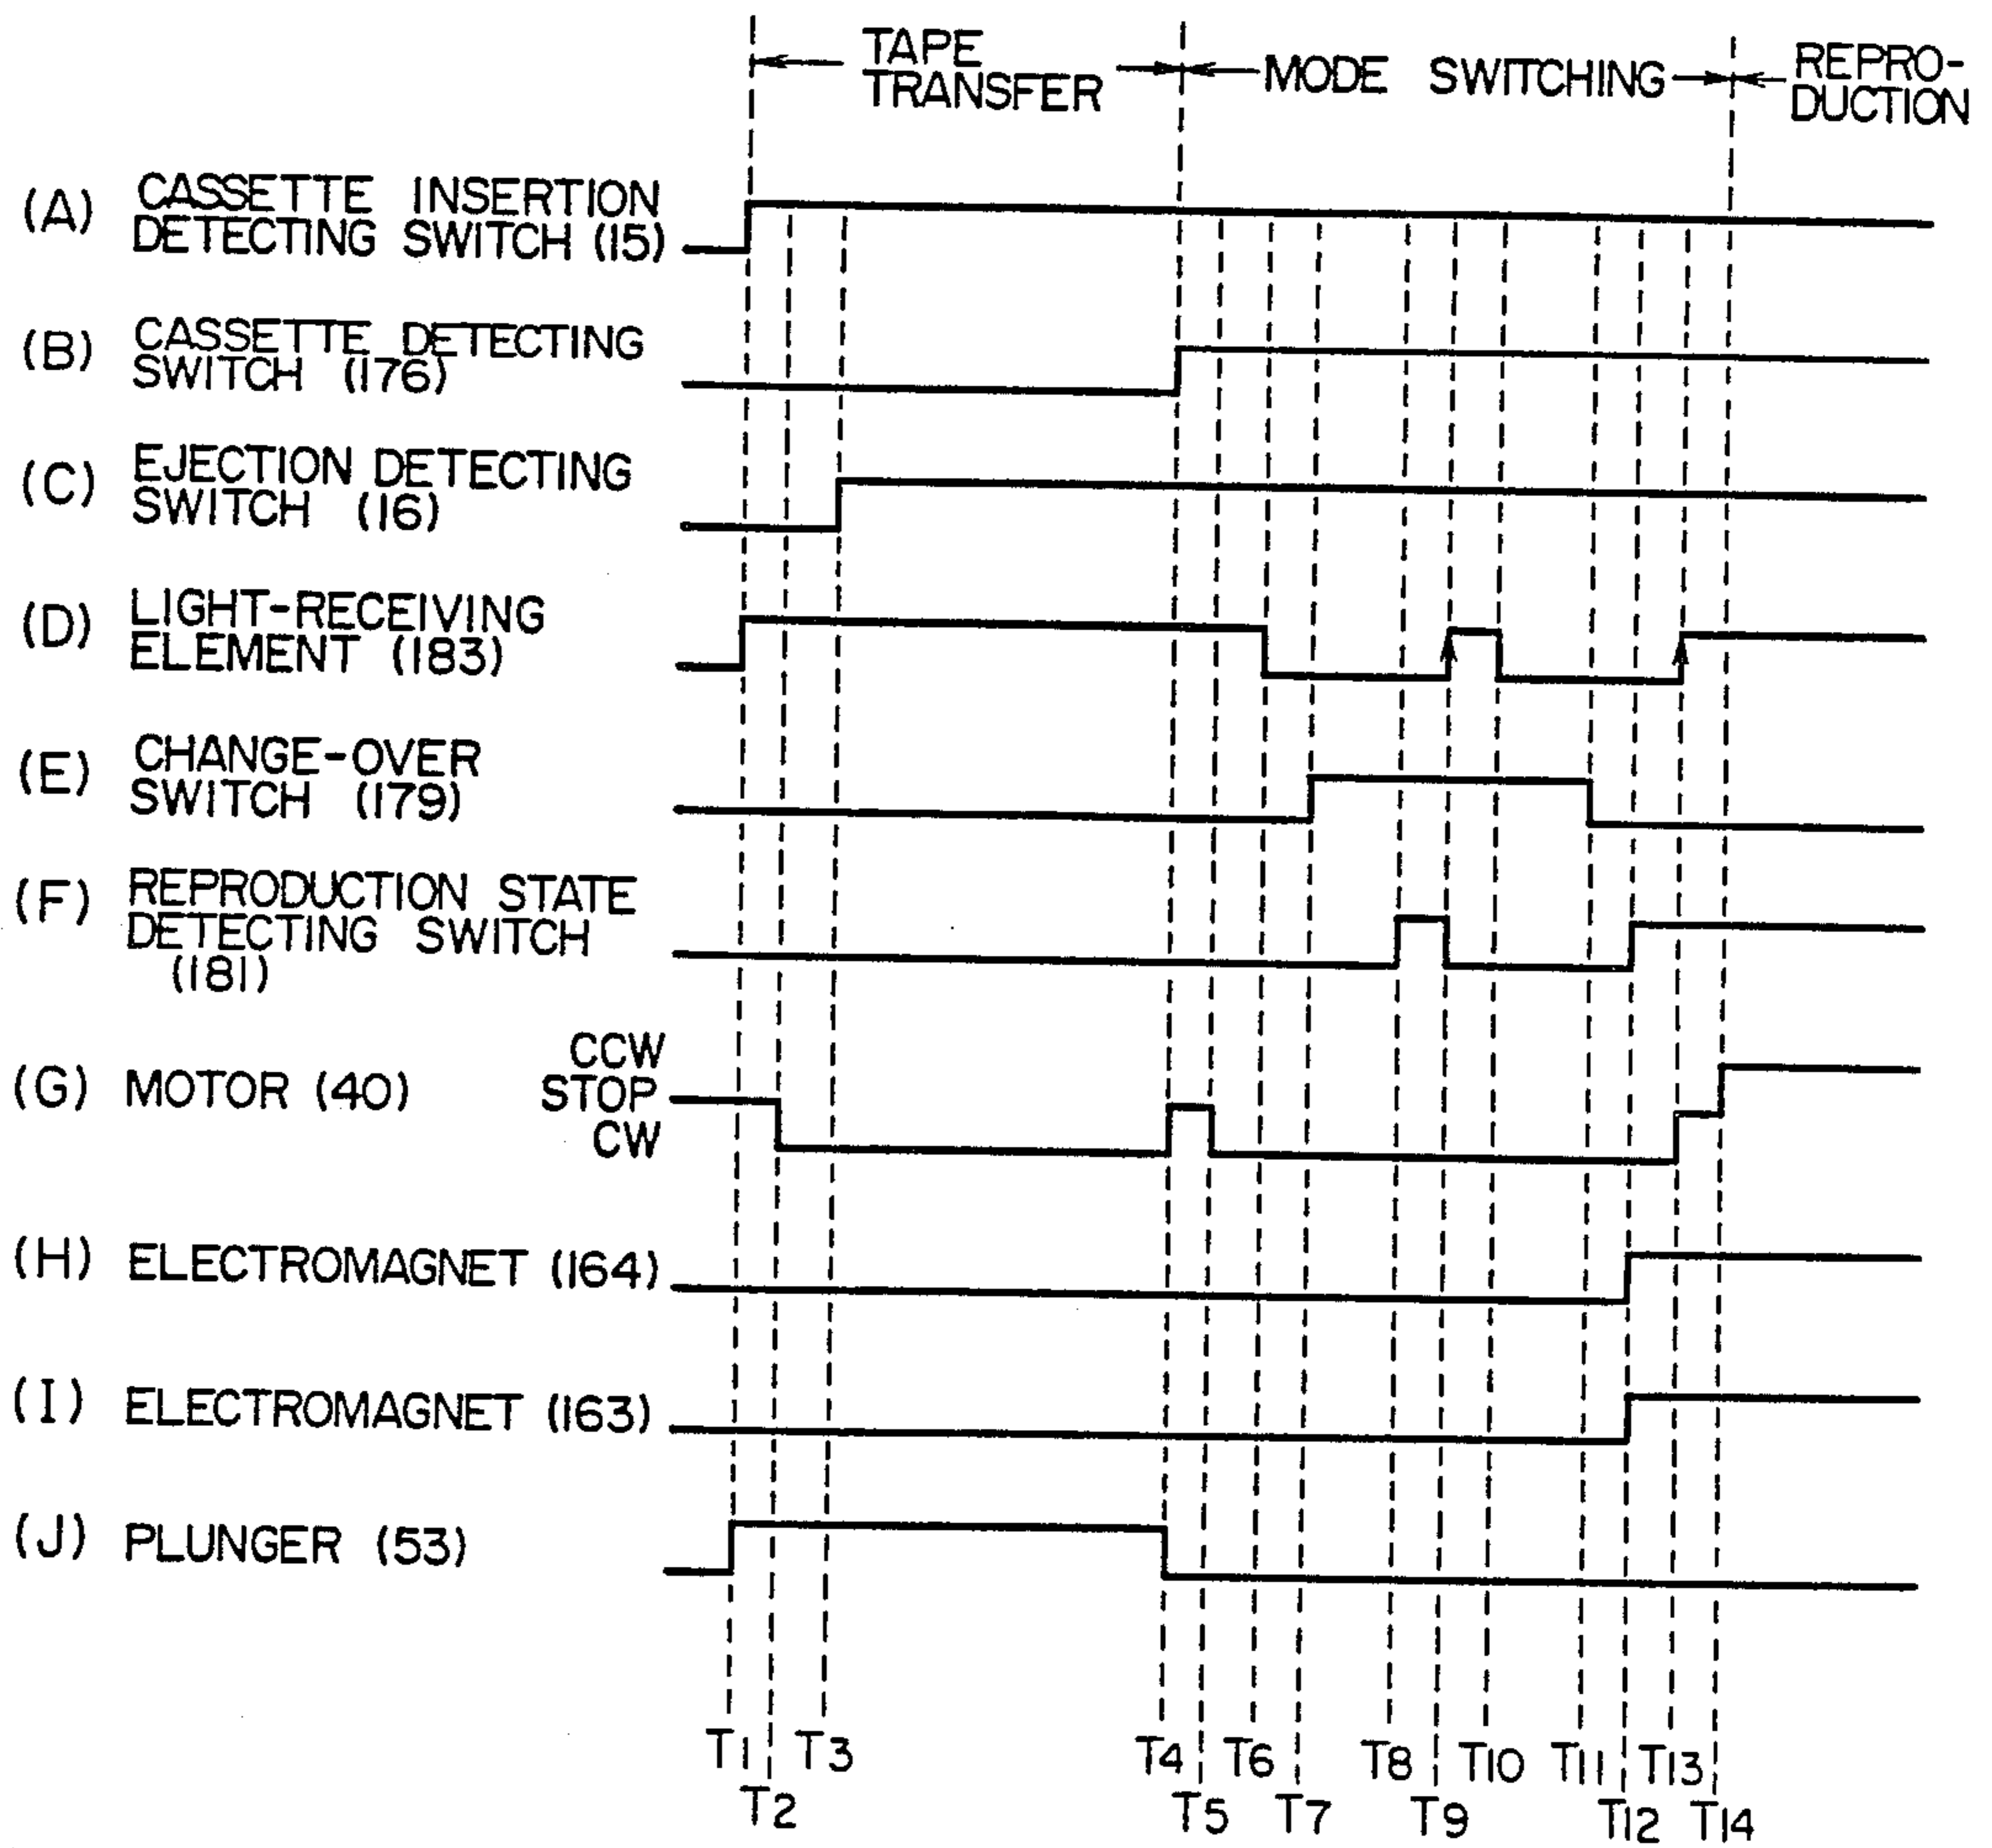 TAPE
TRANSFER
MODE SWITCHING
REPRO-
DUCTION
(A) CASSETTE INSERTION
DETECTING SWITCH (15)
(B) CASSETTE DETECTING
SWITCH (176)
(C) EJECTION DETECTING
SWITCH (16)
(D) LIGHT-RECEIVING
ELEMENT (183)
(E) CHANGE-OVER
SWITCH (179)
(F) REPRODUCTION STATE
DETECTING SWITCH
(181)
CCW
(G) MOTOR (40) STOP
CW
(H) ELECTROMAGNET (164)
(I) ELECTROMAGNET (163)
(J) PLUNGER (53)
T1 T3 T4 T6 T8 T10 T11 T13
T2 T5 T7 T9 T12 T14